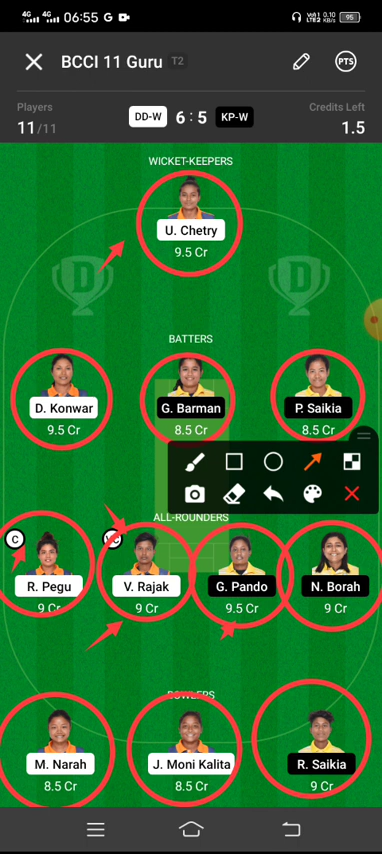 4G 4G 06:55 G
Vo1 0.10
LTE2 KB/s
95
BCCI 11 Guru T2
PTS
Players
Credits Left
11/11
DD-W 6 : 5 KP-W
1.5
WICKET-KEEPERS
U. Chetry
9.5 Cr
D D
BATTERS
D. Konwar G. Barman P. Saikia
9.5 Cr 8.5 Cr 8.5 Cr
ALL-ROUNDERS
C VC
R. Pegu V. Rajak G. Pando N. Borah
9 Cr 9 Cr 9.5 Cr 9 Cr
BOWLERS
M. Narah J. Moni Kalita R. Saikia
8.5 Cr 8.5 Cr 9 Cr